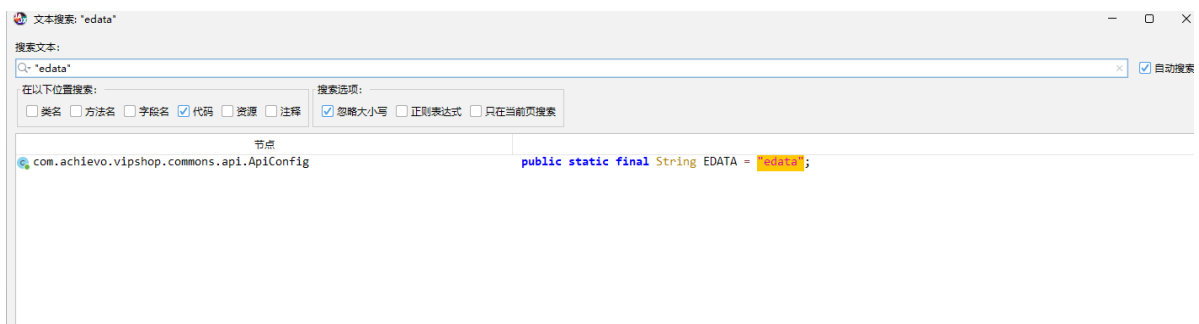 文本搜索: "edata"
搜索文本:
"edata"
自动搜索
在以下位置搜索:
搜索选项:
类名 方法名 字段名 代码 资源 注释
忽略大小写 正则表达式 只在当前页搜索
节点
com.achievo.vipshop.commons.api.ApiConfig public static final String EDATA = "edata";